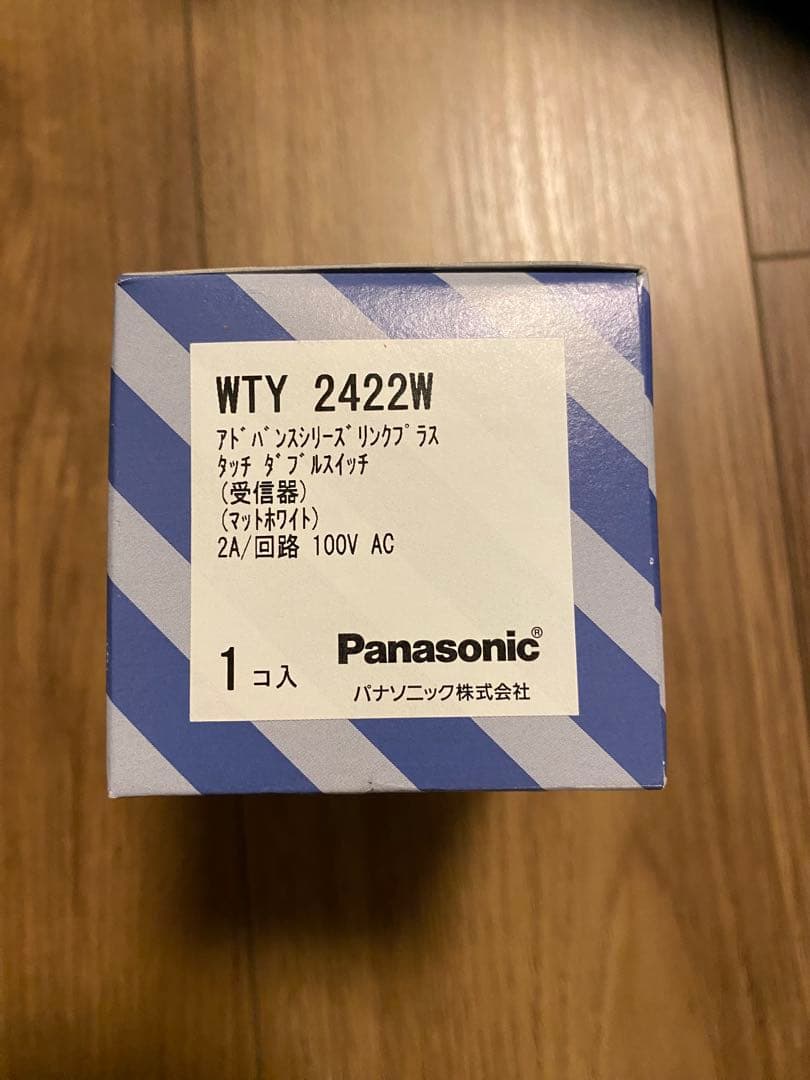 WTY 2422W
ｱﾄﾞﾊﾞﾝｽｼﾘｰｽﾞﾘﾝｸﾌﾟﾗｽ
ﾀｯﾁ ﾀﾞﾌﾞﾙｽｲｯﾁ
(受信器)
(ﾏｯﾄﾎﾜｲﾄ)
2A/回路 100V AC
1 コ入
Panasonic®
パナソニック株式会社